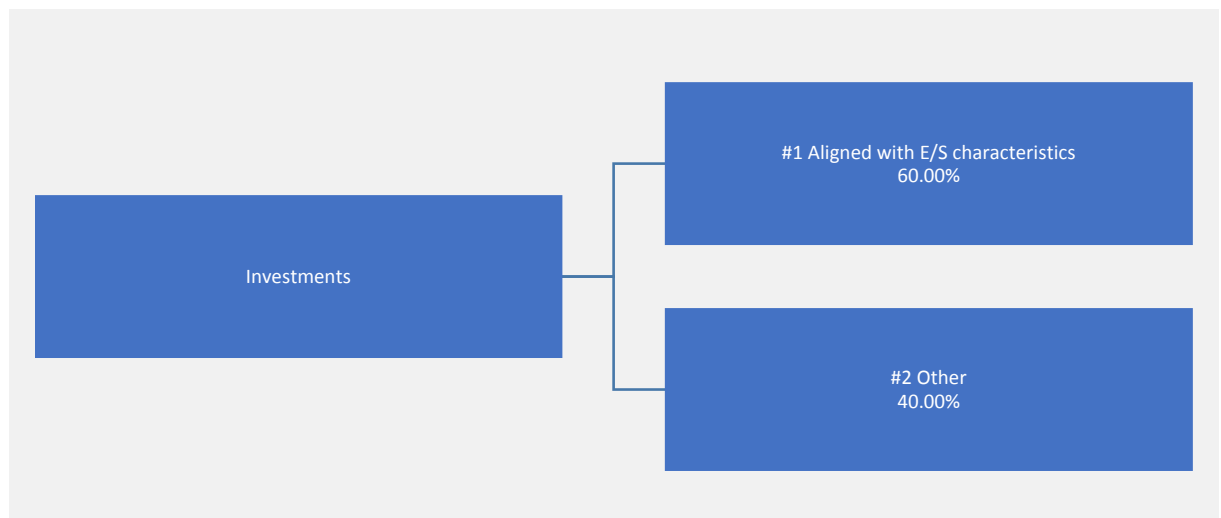 Investments
#1 Aligned with E/S characteristics
60.00%
#2 Other
40.00%